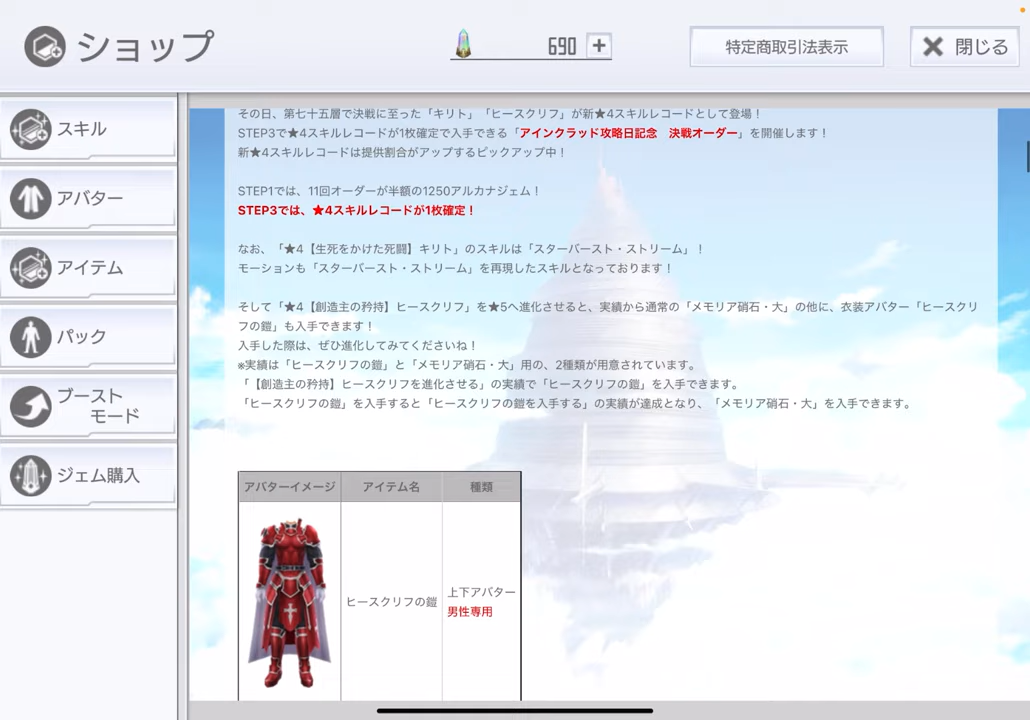 ショップ
690
特定商取引法表示
閉じる
スキル
アバター
アイテム
パック
ブースト
モード
ジェム購入
その日、第七十五層で決戦に至った「キリト」「ヒースクリフ」が新★4スキルレコードとして登場！
STEP3で★4スキルレコードが1枚確定で入手できる「アインクラッド攻略日記念　決戦オーダー」を開催します！
新★4スキルレコードは提供割合がアップするピックアップ中！
STEP1では、11回オーダーが半額の1250アルカナジェム！
STEP3では、★4スキルレコードが1枚確定！
なお、「★4【生死をかけた死闘】キリト」のスキルは「スターバースト・ストリーム」！
モーションも「スターバースト・ストリーム」を再現したスキルとなっております！
そして「★4【創造主の矜持】ヒースクリフ」を★5へ進化させると、実績から通常の「メモリア硝石・大」の他に、衣装アバター「ヒースクリ
フの鎧」も入手できます！
入手した際は、ぜひ進化してみてくださいね！
※実績は「ヒースクリフの鎧」と「メモリア硝石・大」用の、2種類が用意されています。
「【創造主の矜持】ヒースクリフを進化させる」の実績で「ヒースクリフの鎧」を入手できます。
「ヒースクリフの鎧」を入手すると「ヒースクリフの鎧を入手する」の実績が達成となり、「メモリア硝石・大」を入手できます。
アバターイメージ
アイテム名
種類
ヒースクリフの鎧
上下アバター
男性専用